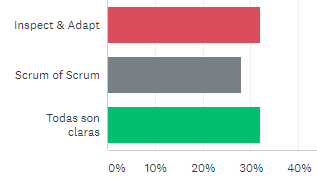 Inspect & Adapt
Scrum of Scrum
Todas son
claras
0% 10% 20% 30% 40%